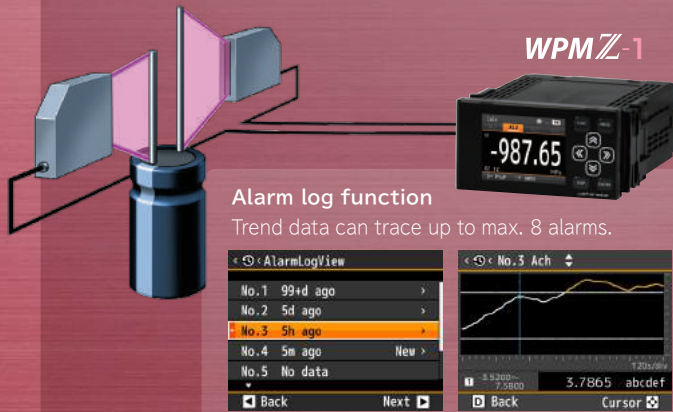 WPMZ-1
-987.65
Alarm log function
Trend data can trace up to max. 8 alarms.
AlarmLogView
No.1 99+d ago
No.2 5d ago
No.3 5h ago
No.4 5m ago New
No.5 No data
Back Next
No.3 Ach
120s/div
1 -3.5200~
7.5800
3.7865 abcdef
D Back Cursor